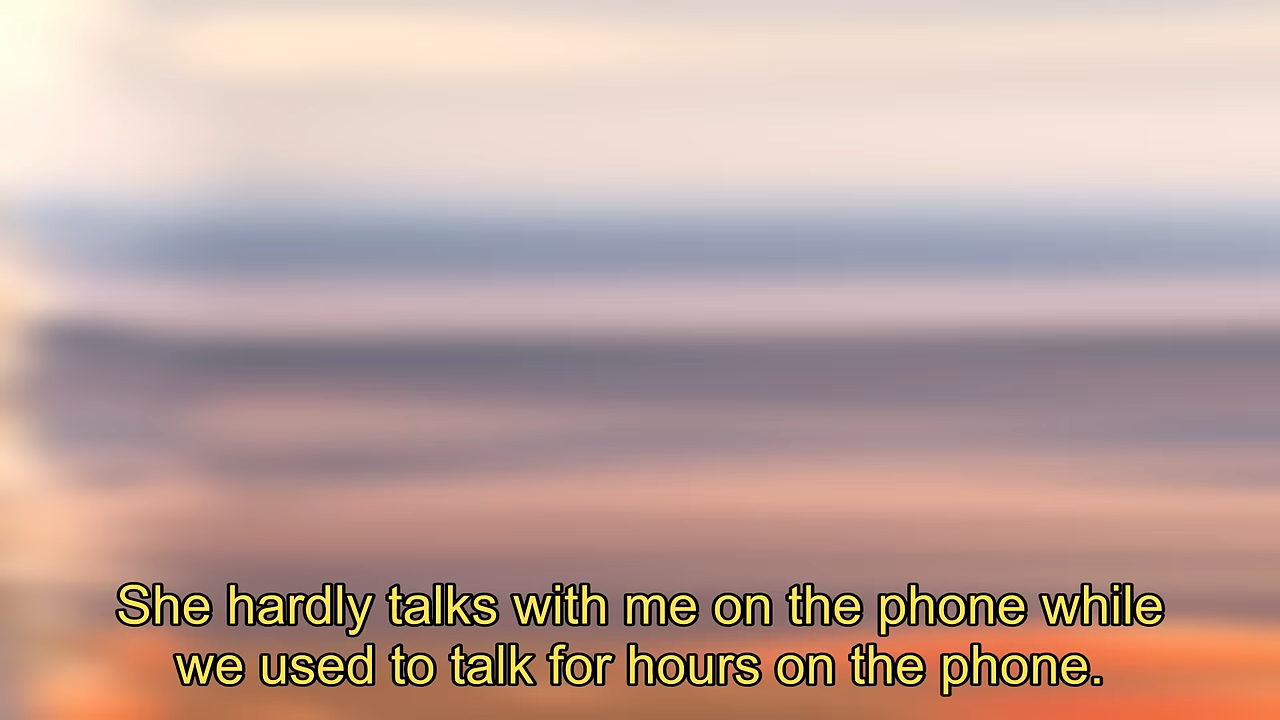 She hardly talks with me on the phone while
we used to talk for hours on the phone.